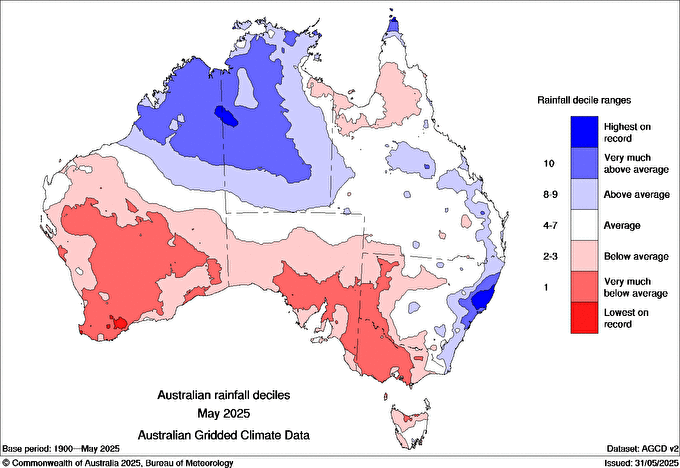 Rainfall decile ranges
Highest on
record
10
Very much
above average
8-9
Above average
4-7
Average
2-3
Below average
1
Very much
below average
Lowest on
record
Australian rainfall deciles
May 2025
Australian Gridded Climate Data
Base period: 1900—May 2025
Dataset: AGCD v2
© Commonwealth of Australia 2025, Bureau of Meteorology
Issued: 31/05/2025